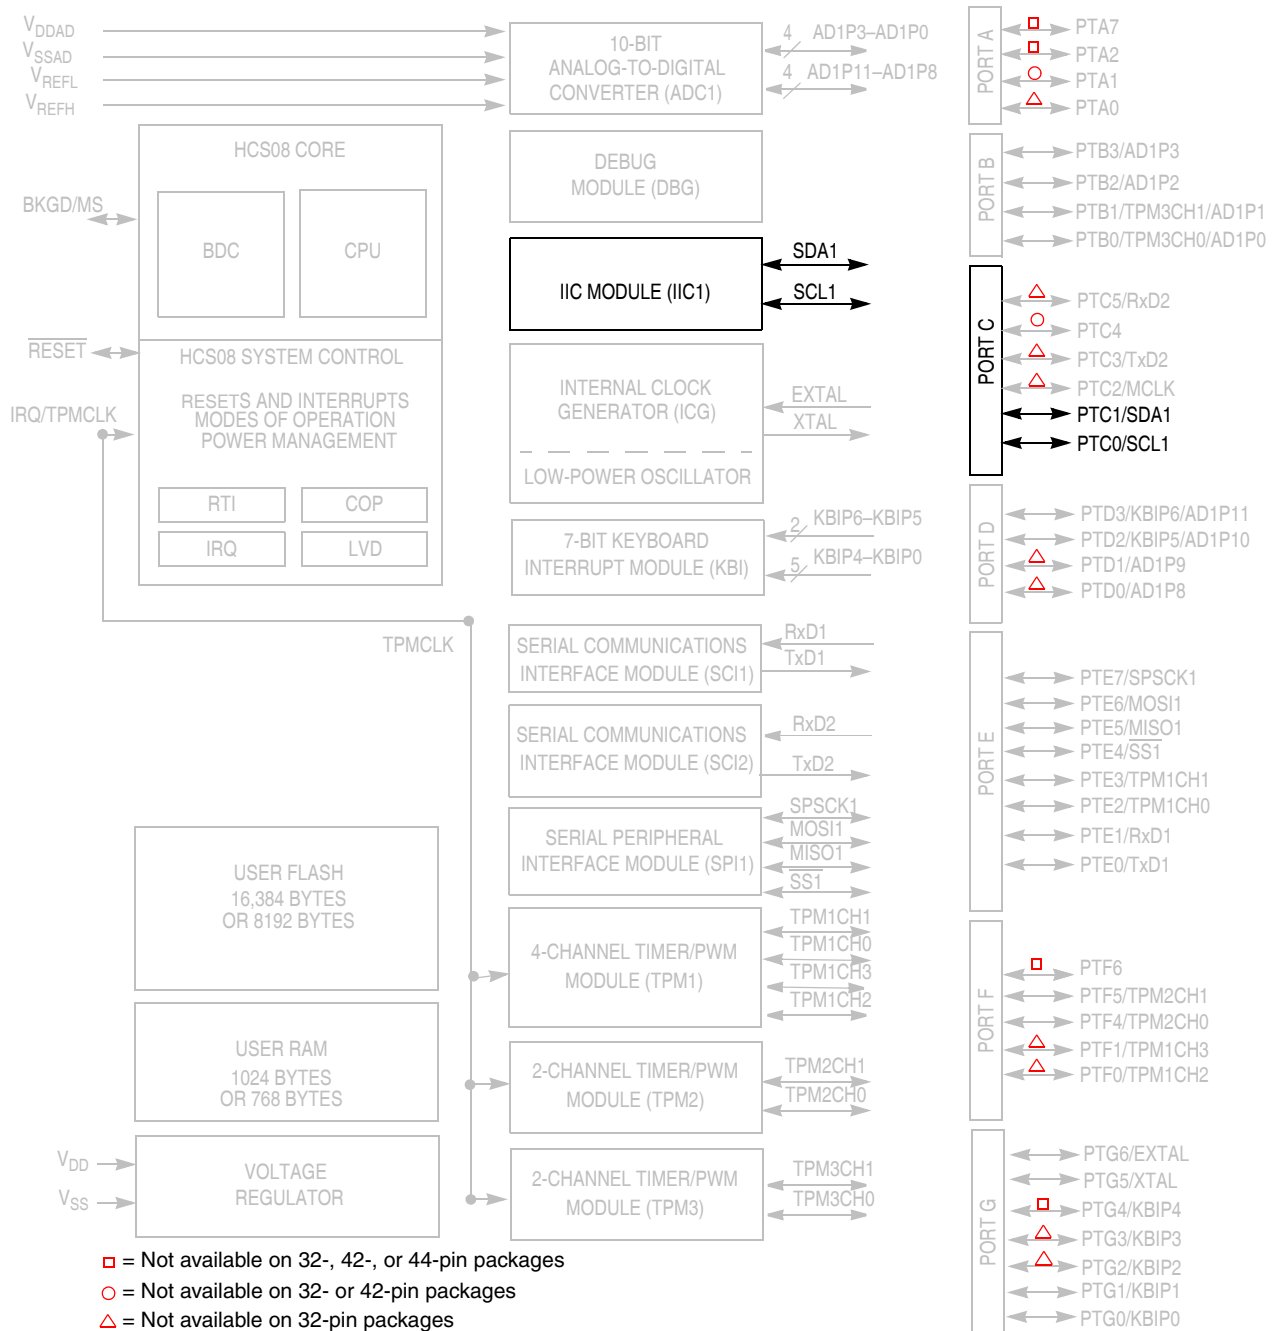 VDDAD
VSSAD
VREFL
VREFH
10-BIT
ANALOG-TO-DIGITAL
CONVERTER (ADC1)
4 AD1P3–AD1P0
4 AD1P11–AD1P8
HCS08 CORE
BDC
CPU
BKGD/MS
RESET
IRQ/TPMCLK
HCS08 SYSTEM CONTROL
RESETS AND INTERRUPTS
MODES OF OPERATION
POWER MANAGEMENT
RTI
COP
IRQ
LVD
TPMCLK
DEBUG
MODULE (DBG)
IIC MODULE (IIC1)
SDA1
SCL1
INTERNAL CLOCK
GENERATOR (ICG)
LOW-POWER OSCILLATOR
EXTAL
XTAL
7-BIT KEYBOARD
INTERRUPT MODULE (KBI)
2 KBIP6–KBIP5
5 KBIP4–KBIP0
SERIAL COMMUNICATIONS
INTERFACE MODULE (SCI1)
RxD1
TxD1
SERIAL COMMUNICATIONS
INTERFACE MODULE (SCI2)
RxD2
TxD2
SERIAL PERIPHERAL
INTERFACE MODULE (SPI1)
SPSCK1
MOSI1
MISO1
SS1
4-CHANNEL TIMER/PWM
MODULE (TPM1)
TPM1CH1
TPM1CH0
TPM1CH3
TPM1CH2
2-CHANNEL TIMER/PWM
MODULE (TPM2)
TPM2CH1
TPM2CH0
2-CHANNEL TIMER/PWM
MODULE (TPM3)
TPM3CH1
TPM3CH0
USER FLASH
16,384 BYTES
OR 8192 BYTES
USER RAM
1024 BYTES
OR 768 BYTES
VDD
VSS
VOLTAGE
REGULATOR
PORT A
PTA7
PTA2
PTA1
PTA0
PORT B
PTB3/AD1P3
PTB2/AD1P2
PTB1/TPM3CH1/AD1P1
PTB0/TPM3CH0/AD1P0
PORT C
PTC5/RxD2
PTC4
PTC3/TxD2
PTC2/MCLK
PTC1/SDA1
PTC0/SCL1
PORT D
PTD3/KBIP6/AD1P11
PTD2/KBIP5/AD1P10
PTD1/AD1P9
PTD0/AD1P8
PORT E
PTE7/SPSCK1
PTE6/MOSI1
PTE5/MISO1
PTE4/SS1
PTE3/TPM1CH1
PTE2/TPM1CH0
PTE1/RxD1
PTE0/TxD1
PORT F
PTF6
PTF5/TPM2CH1
PTF4/TPM2CH0
PTF1/TPM1CH3
PTF0/TPM1CH2
PORT G
PTG6/EXTAL
PTG5/XTAL
PTG4/KBIP4
PTG3/KBIP3
PTG2/KBIP2
PTG1/KBIP1
PTG0/KBIP0
= Not available on 32-, 42-, or 44-pin packages
= Not available on 32- or 42-pin packages
= Not available on 32-pin packages